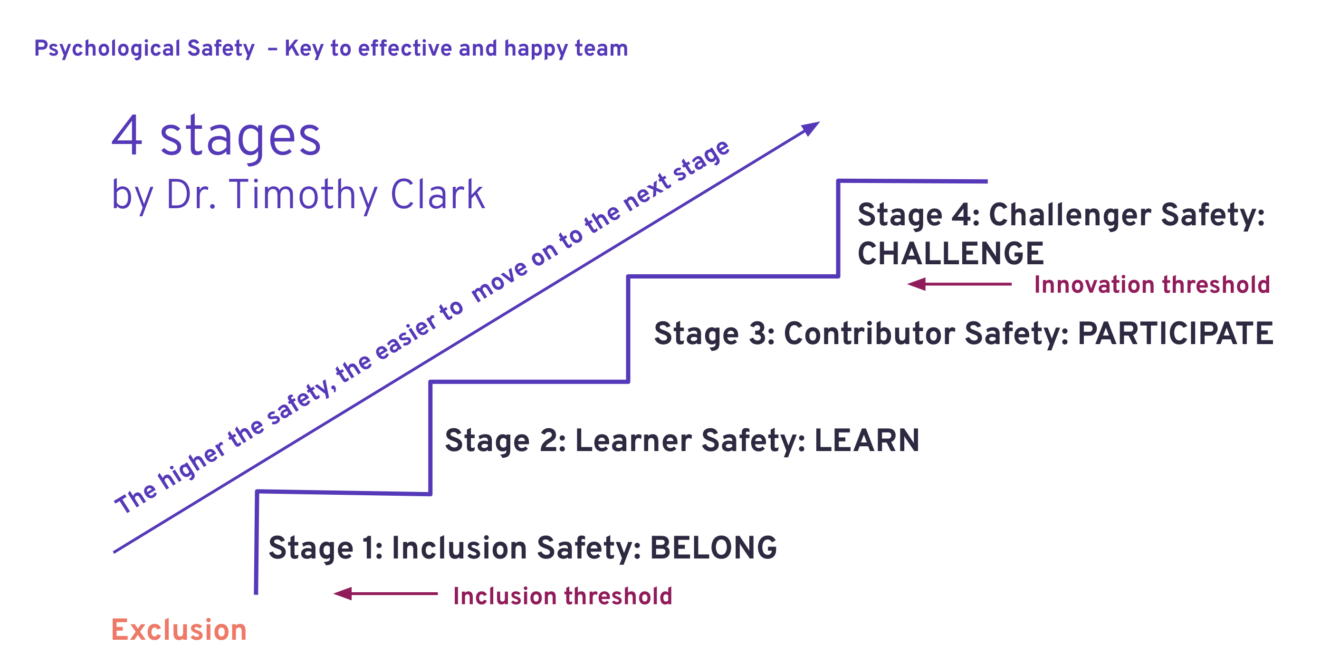 Psychological Safety – Key to effective and happy team
4 stages
by Dr. Timothy Clark
The higher the safety, the easier to move on to the next stage
Stage 4: Challenger Safety:
CHALLENGE
Innovation threshold
Stage 3: Contributor Safety: PARTICIPATE
Stage 2: Learner Safety: LEARN
Stage 1: Inclusion Safety: BELONG
Inclusion threshold
Exclusion